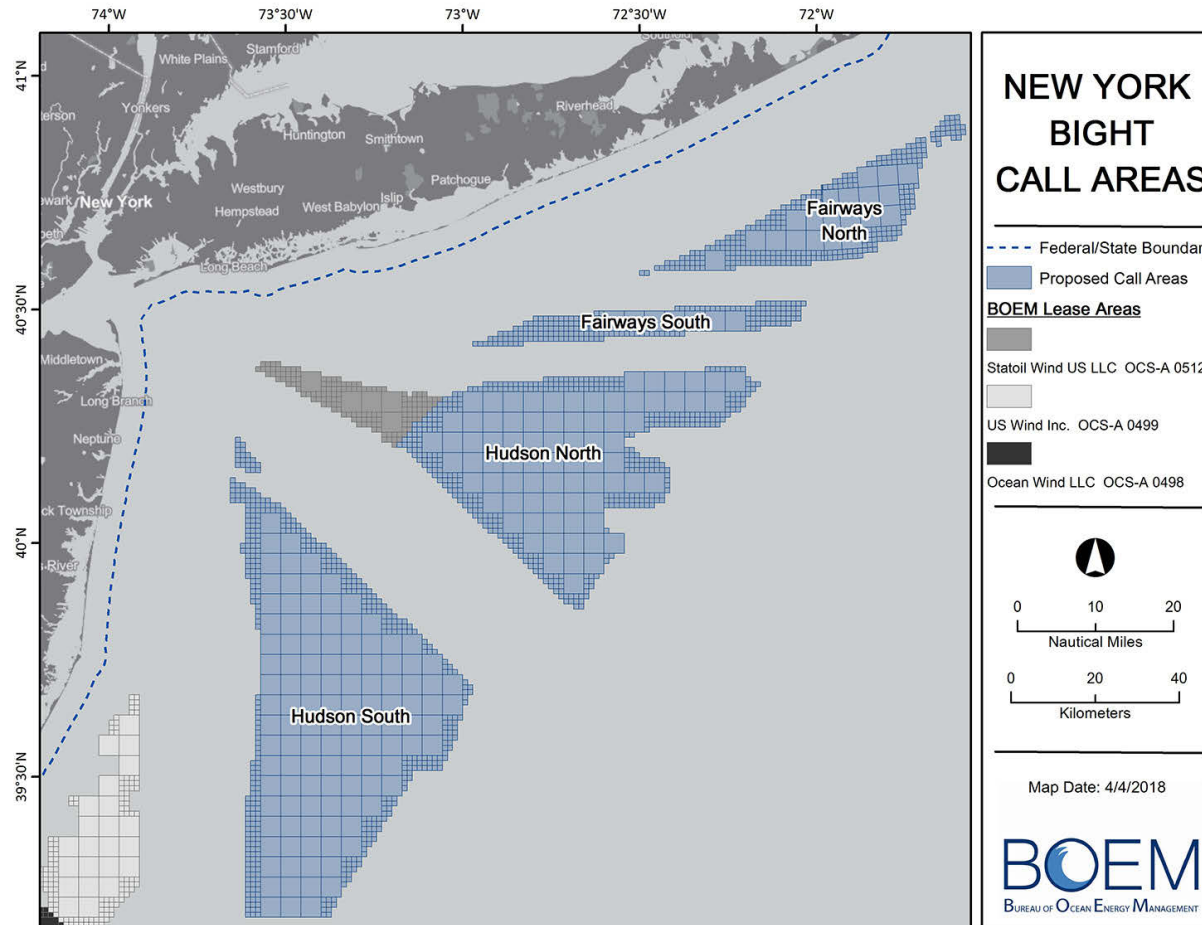 74°W 73°30'W 73°W 72°30'W 72°W
41°N
40°30'N
40°N
39°30'N
Stamford
White Plains
Yonkers
Riverhead
Huntington
Smithtown
Patchogue
Westbury
Islip
New York
Hempstead
West Babylon
Long Beach
Middletown
Long Branch
Neptune
ck Township
River
Fairways
North
Fairways South
Hudson North
Hudson South
NEW YORK
BIGHT
CALL AREAS
Federal/State Boundar
Proposed Call Areas
BOEM Lease Areas
Statoil Wind US LLC OCS-A 0512
US Wind Inc. OCS-A 0499
Ocean Wind LLC OCS-A 0498
0 10 20
Nautical Miles
0 20 40
Kilometers
Map Date: 4/4/2018
BOEM
BUREAU OF OCEAN ENERGY MANAGEMENT